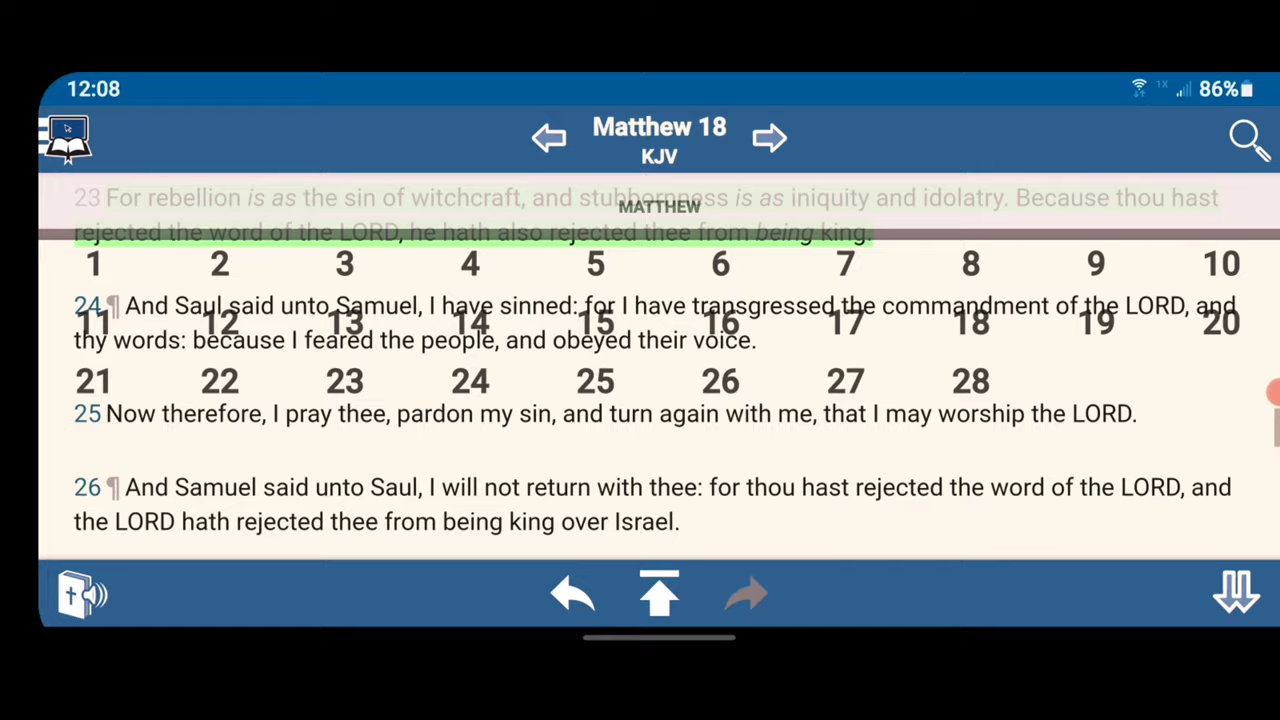 12:08
1X 86%
Matthew 18
KJV
23 For rebellion is as the sin of witchcraft, and stubbornness is as iniquity and idolatry. Because thou hast
MATTHEW
rejected the word of the LORD, he hath also rejected thee from being king.
1 2 3 4 5 6 7 8 9 10
24 ¶ And Saul said unto Samuel, I have sinned: for I have transgressed the commandment of the LORD, and
11 12 13 14 15 16 17 18 19 20
thy words: because I feared the people, and obeyed their voice.
21 22 23 24 25 26 27 28
25 Now therefore, I pray thee, pardon my sin, and turn again with me, that I may worship the LORD.
26 ¶ And Samuel said unto Saul, I will not return with thee: for thou hast rejected the word of the LORD, and
the LORD hath rejected thee from being king over Israel.